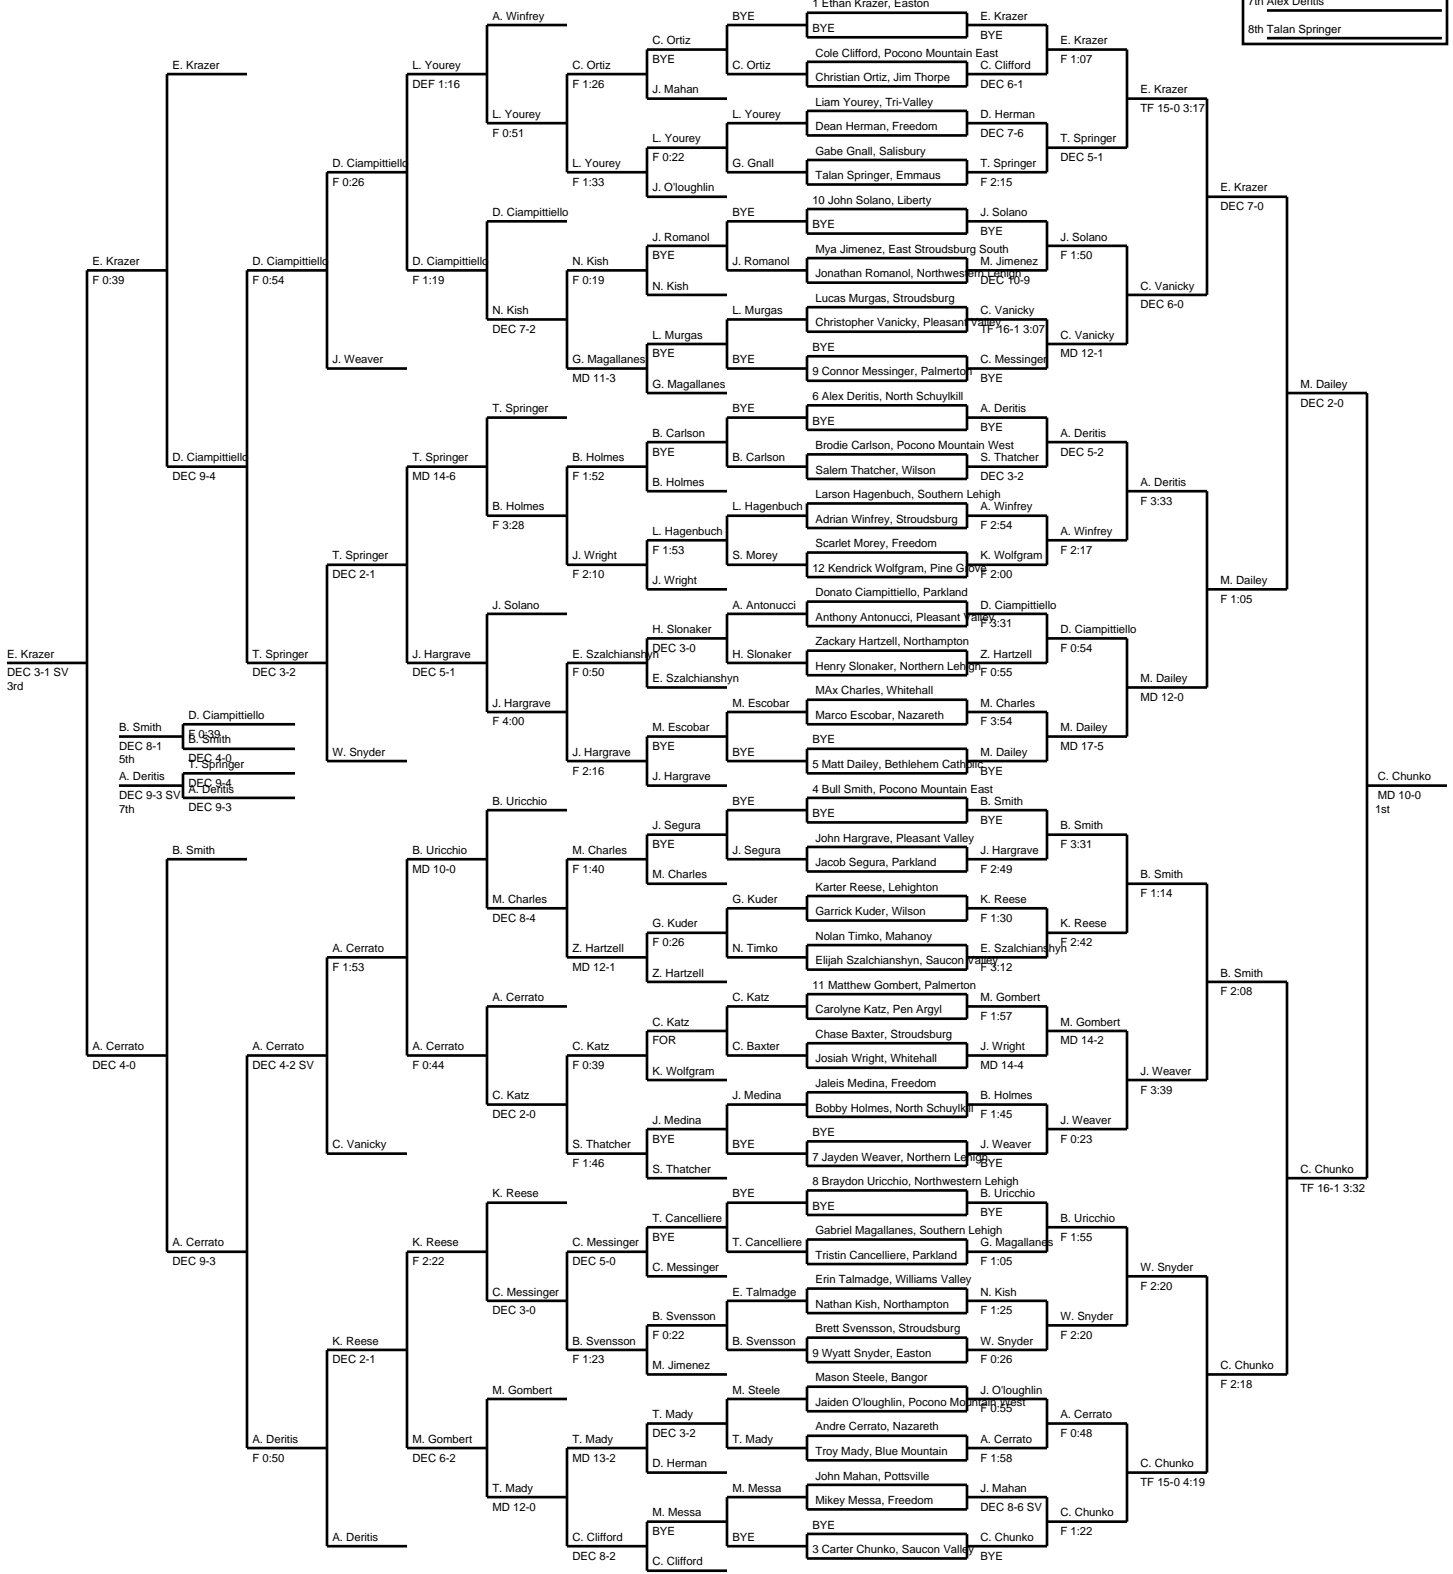 7th Alex Deritis
8th Talan Springer
E. Krazer
DEC 3-1 SV
3rd
E. Krazer
F 0:39
A. Cerrato
DEC 4-0
B. Smith
DEC 8-1
5th
A. Deritis
DEC 9-3 SV
7th
D. Ciampittiello
F 0:39
B. Smith
DEC 4-0
T. Springer
DEC 9-4
A. Deritis
DEC 9-3
E. Krazer
D. Ciampittiello
DEC 9-4
B. Smith
A. Cerrato
DEC 9-3
D. Ciampittiello
F 0:54
T. Springer
DEC 3-2
A. Cerrato
DEC 4-2 SV
A. Deritis
F 0:50
D. Ciampittiello
F 0:26
J. Weaver
T. Springer
DEC 2-1
W. Snyder
A. Cerrato
F 1:53
C. Vanicky
K. Reese
DEC 2-1
A. Deritis
L. Yourey
DEF 1:16
D. Ciampittiello
F 1:19
T. Springer
MD 14-6
J. Hargrave
DEC 5-1
B. Uricchio
MD 10-0
A. Cerrato
F 0:44
K. Reese
F 2:22
M. Gombert
DEC 6-2
A. Winfrey
L. Yourey
F 0:51
D. Ciampittiello
N. Kish
DEC 7-2
T. Springer
B. Holmes
F 3:28
J. Solano
J. Hargrave
F 4:00
B. Uricchio
M. Charles
DEC 8-4
A. Cerrato
C. Katz
DEC 2-0
K. Reese
C. Messinger
DEC 3-0
M. Gombert
T. Mady
MD 12-0
C. Ortiz
F 1:26
L. Yourey
F 1:33
N. Kish
F 0:19
G. Magallanes
MD 11-3
B. Holmes
F 1:52
J. Wright
F 2:10
E. Szalchianshyn
F 0:50
J. Hargrave
F 2:16
M. Charles
F 1:40
Z. Hartzell
MD 12-1
C. Katz
F 0:39
S. Thatcher
F 1:46
C. Messinger
DEC 5-0
B. Svensson
F 1:23
T. Mady
MD 13-2
C. Clifford
DEC 8-2
C. Ortiz
BYE
J. Mahan
L. Yourey
F 0:22
J. O'loughlin
J. Romanol
BYE
N. Kish
L. Murgas
BYE
G. Magallanes
B. Carlson
BYE
B. Holmes
L. Hagenbuch
F 1:53
J. Wright
H. Slonaker
DEC 3-0
E. Szalchianshyn
M. Escobar
BYE
J. Hargrave
J. Segura
BYE
M. Charles
G. Kuder
F 0:26
Z. Hartzell
C. Katz
FOR
K. Wolfgram
J. Medina
BYE
S. Thatcher
T. Cancelliere
BYE
C. Messinger
B. Svensson
F 0:22
M. Jimenez
T. Mady
DEC 3-2
D. Herman
M. Messa
BYE
C. Clifford
BYE
C. Ortiz
L. Yourey
G. Gnall
BYE
J. Romanol
L. Murgas
BYE
BYE
B. Carlson
L. Hagenbuch
S. Morey
A. Antonucci
H. Slonaker
M. Escobar
BYE
BYE
J. Segura
G. Kuder
N. Timko
C. Katz
C. Baxter
J. Medina
BYE
BYE
T. Cancelliere
E. Talmadge
B. Svensson
M. Steele
T. Mady
M. Messa
BYE
1 Ethan Krazer, Easton
BYE
Cole Clifford, Pocono Mountain East
Christian Ortiz, Jim Thorpe
Liam Yourey, Tri-Valley
Dean Herman, Freedom
Gabe Gnall, Salisbury
Talan Springer, Emmaus
10 John Solano, Liberty
BYE
Mya Jimenez, East Stroudsburg South
Jonathan Romanol, Northwestern Lehigh
Lucas Murgas, Stroudsburg
Christopher Vanicky, Pleasant Valley
BYE
9 Connor Messinger, Palmerton
6 Alex Deritis, North Schuylkill
BYE
Brodie Carlson, Pocono Mountain West
Salem Thatcher, Wilson
Larson Hagenbuch, Southern Lehigh
Adrian Winfrey, Stroudsburg
Scarlet Morey, Freedom
12 Kendrick Wolfgram, Pine Grove
Donato Ciampittiello, Parkland
Anthony Antonucci, Pleasant Valley
Zackary Hartzell, Northampton
Henry Slonaker, Northern Lehigh
MAx Charles, Whitehall
Marco Escobar, Nazareth
BYE
5 Matt Dailey, Bethlehem Catholic
4 Bull Smith, Pocono Mountain East
BYE
John Hargrave, Pleasant Valley
Jacob Segura, Parkland
Karter Reese, Lehighton
Garrick Kuder, Wilson
Nolan Timko, Mahanoy
Elijah Szalchianshyn, Saucon Valley
11 Matthew Gombert, Palmerton
Carolyne Katz, Pen Argyl
Chase Baxter, Stroudsburg
Josiah Wright, Whitehall
Jaleis Medina, Freedom
Bobby Holmes, North Schuylkill
BYE
7 Jayden Weaver, Northern Lehigh
8 Braydon Uricchio, Northwestern Lehigh
BYE
Gabriel Magallanes, Southern Lehigh
Tristin Cancelliere, Parkland
Erin Talmadge, Williams Valley
Nathan Kish, Northampton
Brett Svensson, Stroudsburg
9 Wyatt Snyder, Easton
Mason Steele, Bangor
Jaiden O'loughlin, Pocono Mountain West
Andre Cerrato, Nazareth
Troy Mady, Blue Mountain
John Mahan, Pottsville
Mikey Messa, Freedom
BYE
3 Carter Chunko, Saucon Valley
E. Krazer
BYE
C. Clifford
DEC 6-1
D. Herman
DEC 7-6
T. Springer
F 2:15
J. Solano
BYE
M. Jimenez
DEC 10-9
C. Vanicky
TF 16-1 3:07
C. Messinger
BYE
A. Deritis
BYE
S. Thatcher
DEC 3-2
A. Winfrey
F 2:54
K. Wolfgram
F 2:00
D. Ciampittiello
F 3:31
Z. Hartzell
F 0:55
M. Charles
F 3:54
M. Dailey
BYE
B. Smith
BYE
J. Hargrave
F 2:49
K. Reese
F 1:30
E. Szalchianshyn
F 3:12
M. Gombert
F 1:57
J. Wright
MD 14-4
B. Holmes
F 1:45
J. Weaver
BYE
B. Uricchio
BYE
G. Magallanes
F 1:05
N. Kish
F 1:25
W. Snyder
F 0:26
J. O'loughlin
F 0:55
A. Cerrato
F 1:58
J. Mahan
DEC 8-6 SV
C. Chunko
BYE
E. Krazer
F 1:07
T. Springer
DEC 5-1
J. Solano
F 1:50
C. Vanicky
MD 12-1
A. Deritis
DEC 5-2
A. Winfrey
F 2:17
D. Ciampittiello
F 0:54
M. Dailey
MD 17-5
B. Smith
F 3:31
K. Reese
F 2:42
M. Gombert
MD 14-2
J. Weaver
F 0:23
B. Uricchio
F 1:55
W. Snyder
F 2:20
A. Cerrato
F 0:48
C. Chunko
F 1:22
E. Krazer
TF 15-0 3:17
C. Vanicky
DEC 6-0
A. Deritis
F 3:33
M. Dailey
MD 12-0
B. Smith
F 1:14
J. Weaver
F 3:39
W. Snyder
F 2:20
C. Chunko
TF 15-0 4:19
E. Krazer
DEC 7-0
M. Dailey
F 1:05
B. Smith
F 2:08
C. Chunko
F 2:18
M. Dailey
DEC 2-0
C. Chunko
TF 16-1 3:32
C. Chunko
MD 10-0
1st